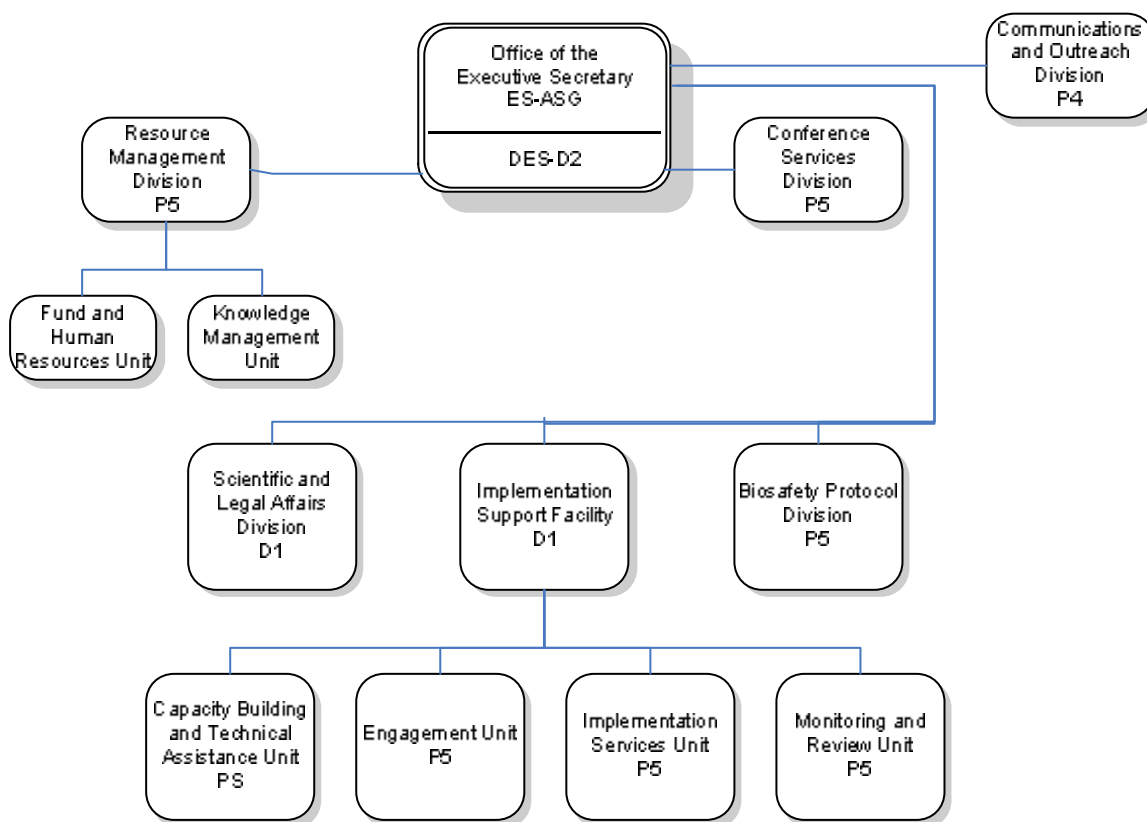 Office of the
Executive Secretary
ES-ASG
DES-D2
Communications
and Outreach
Division
P4
Resource
Management
Division
P5
Conference
Services
Division
P5
Fund and
Human
Resources Unit
Knowledge
Management
Unit
Scientific and
Legal Affairs
Division
D1
Implementation
Support Facility
D1
Biosafety Protocol
Division
P5
Capacity Building
and Technical
Assistance Unit
PS
Engagement Unit
P5
Implementation
Services Unit
P5
Monitoring and
Review Unit
P5